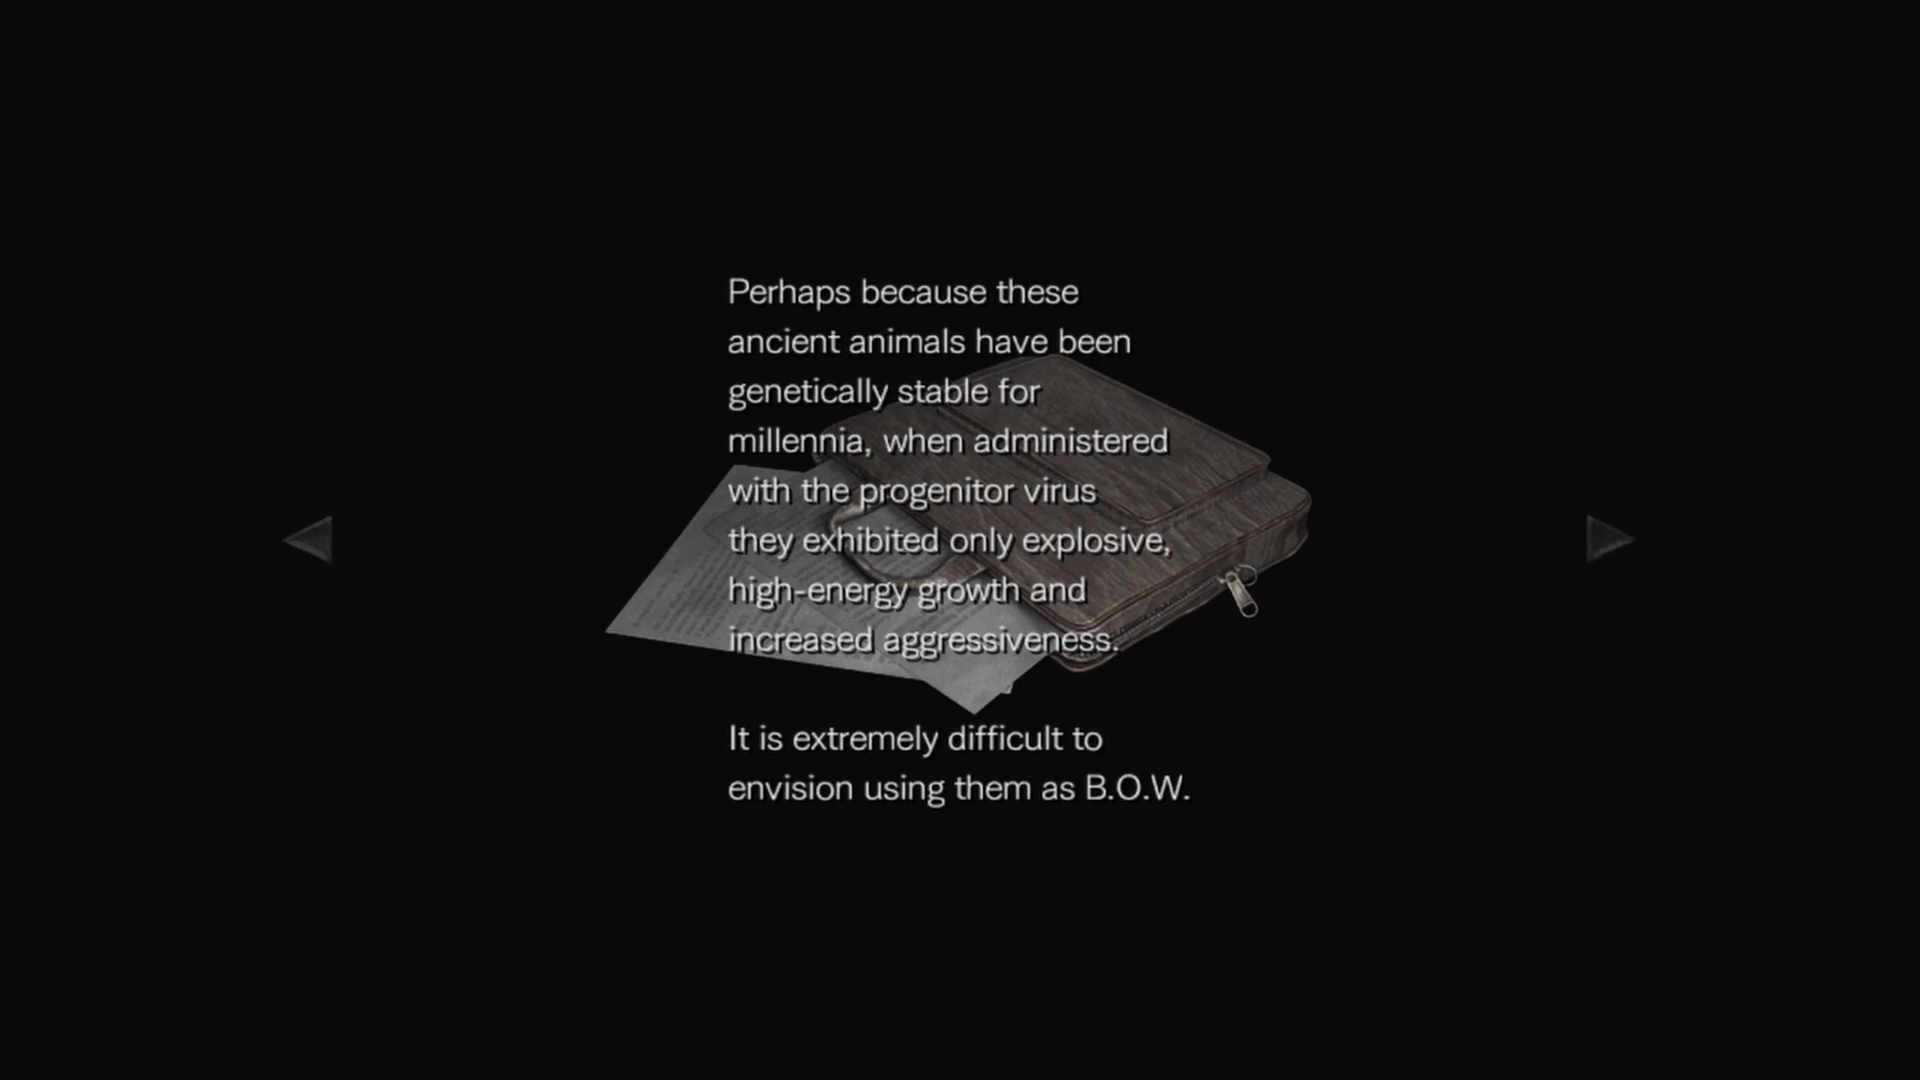 Perhaps because these
ancient animals have been
genetically stable for
millennia, when administered
with the progenitor virus
they exhibited only explosive,
high-energy growth and
increased aggressiveness.
It is extremely difficult to
envision using them as B.O.W.